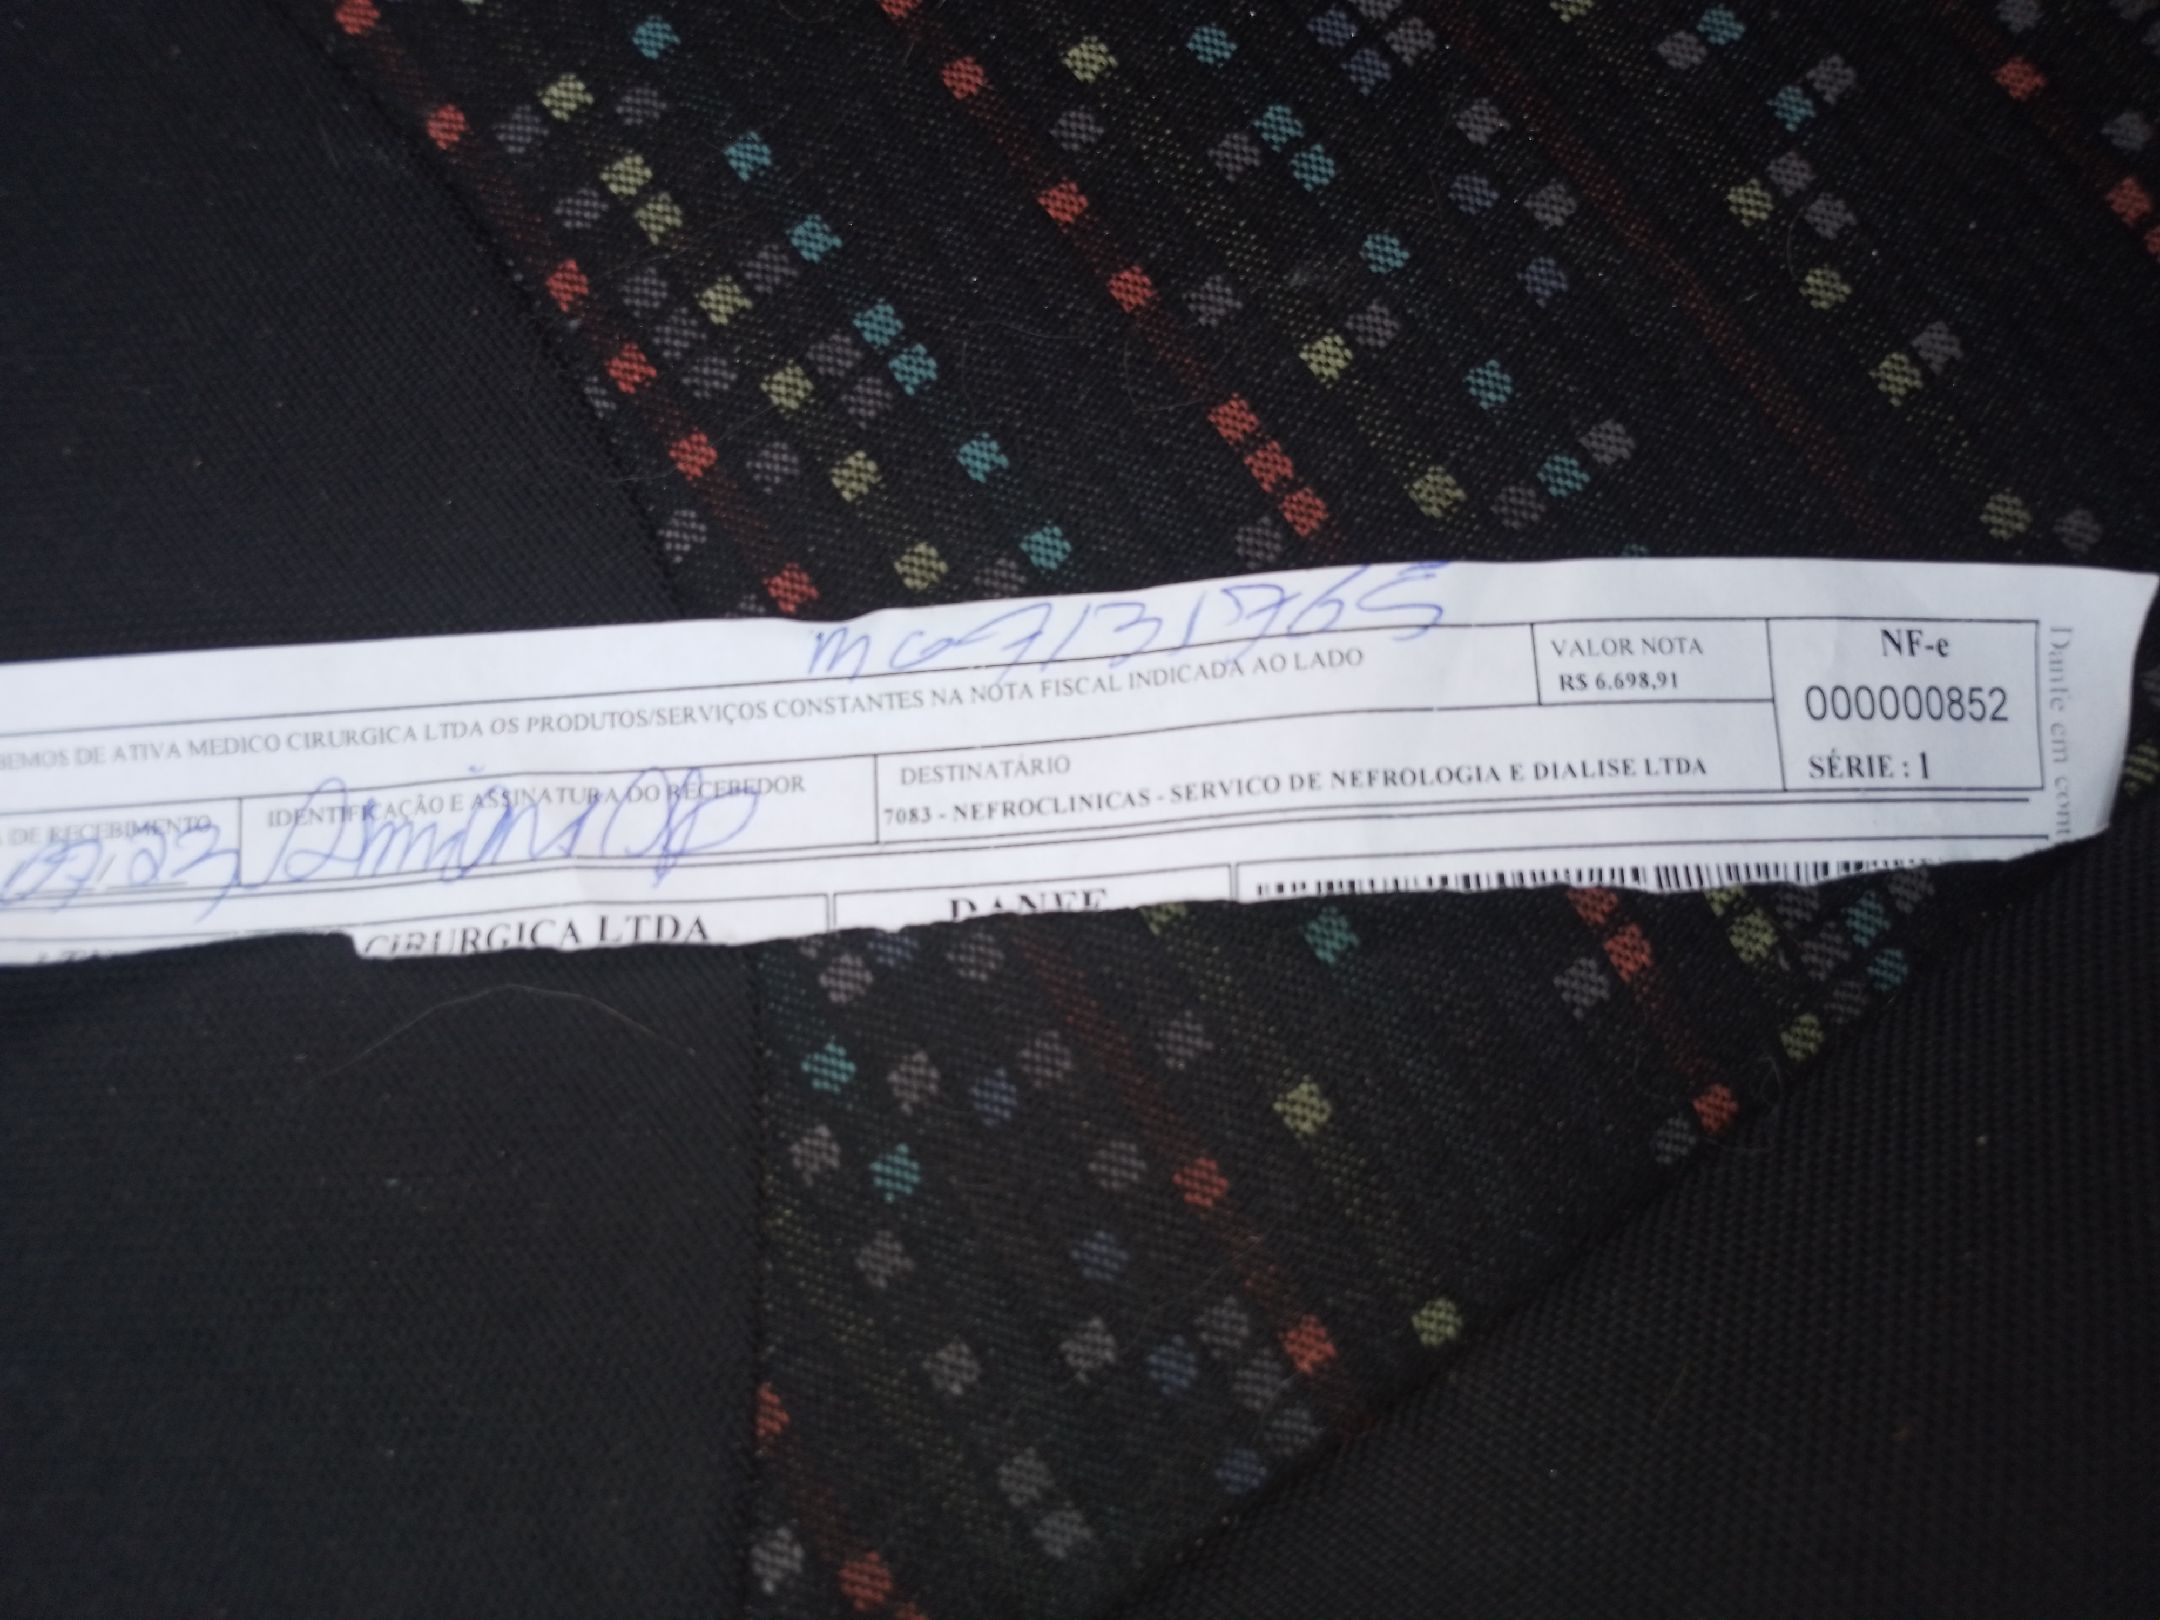 BEMOS DE ATIVA MEDICO CIRURGICA LTDA OS PRODUTOS/SERVIÇOS CONSTANTES NA NOTA FISCAL INDICADA AO LADO
VALOR NOTA
R$ 6.698,91
NF-e
000000852
SÉRIE : 1
DE RECEBIMENTO
IDENTIFICAÇÃO E ASSINATURA DO RECEBEDOR
DESTINATÁRIO
7083 - NEFROCLINICAS - SERVICO DE NEFROLOGIA E DIALISE LTDA
CIRURGICA LTDA
DANFE
Danfe em cont